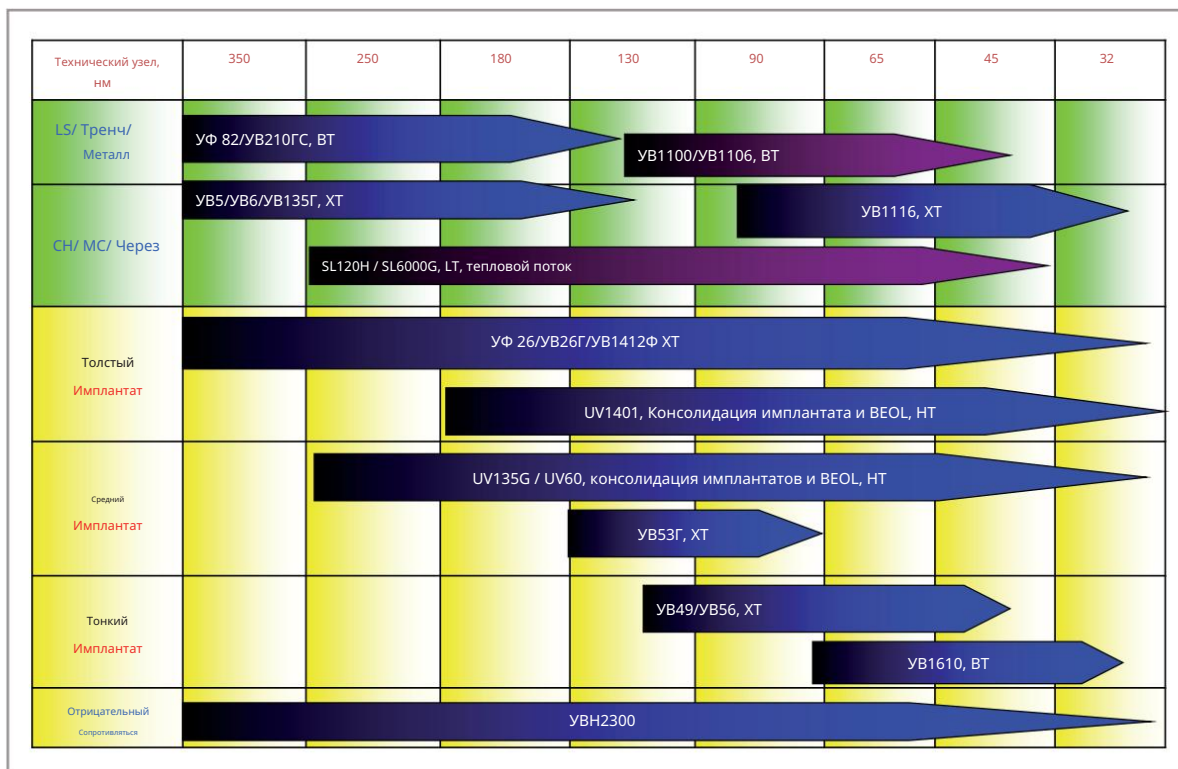 Технический узел,
нм
350
250
180
130
90
65
45
32
LS/ Тренч/
Металл
УФ 82/УВ210ГС, ВТ
УВ1100/УВ1106, ВТ
CH/ MC/ Через
УВ5/УВ6/УВ135Г, ХТ
УВ1116, ХТ
SL120H / SL6000G, LT, тепловой поток
Толстый
Имплантат
УФ 26/УВ26Г/УВ1412Ф ХТ
UV1401, Консолидация имплантата и BEOL, НТ
Средний
Имплантат
UV135G / UV60, консолидация имплантатов и BEOL, НТ
УВ53Г, ХТ
Тонкий
Имплантат
УВ49/УВ56, ХТ
УВ1610, ВТ
Отрицательный
Сопротивляться
УВН2300